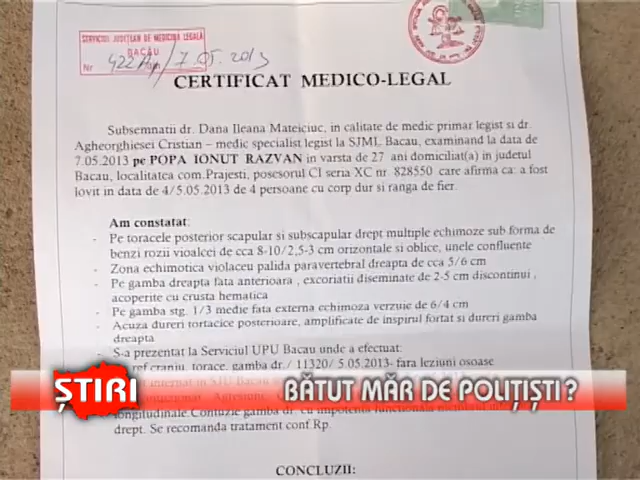 SERVICIUL JUDEȚEAN DE MEDICINĂ LEGALĂ
BACĂU
Nr 7.05.2013
CERTIFICAT MEDICO-LEGAL
Subsemnatii dr. Dana Ileana Mateiciuc, in calitate de medic primar legist si dr.
Agheorghiesei Cristian – medic specialist legist la SJML Bacau, examinand la data de
7.05.2013 pe POPA IONUT RAZVAN in varsta de 27 ani domiciliat(a) in judetul
Bacau, localitatea com.Prajesti, posesorul CI seria XC nr. 828550 care afirma ca: a fost
lovit in data de 4/5.05.2013 de 4 persoane cu corp dur si ranga de fier.
Am constatat:
- Pe toracele posterior scapular si subscapular drept multiple echimoze sub forma de
benzi rozii violacei de cca 8-10/2,5-3 cm orizontale si oblice, unele confluente
- Zona echimotica violaceu palida paravertebral dreapta de cca 5/6 cm
- Pe gamba dreapta fata anterioara , excoriatii diseminate de 2-5 cm discontinui ,
acoperite cu crusta hematica
- Pe gamba stg. 1/3 medie fata externa echimoza verzuie de 6/4 cm
- Acuza dureri toracice posterioare, amplificate de inspirul fortat si dureri gamba
dreapta
- S-a prezentat la Serviciul UPU Bacau unde a efectuat:
ref craniu, torace, gamba dr./ 11320/ 5.05.2013- fara leziuni osoase
ȘTIRI
BĂTUT MĂR DE POLIȚIȘTI?
longitudinale.Contuzie gamba dr. cu impotenta functionala
drept. Se recomanda tratament conf.Rp.
CONCLUZII: